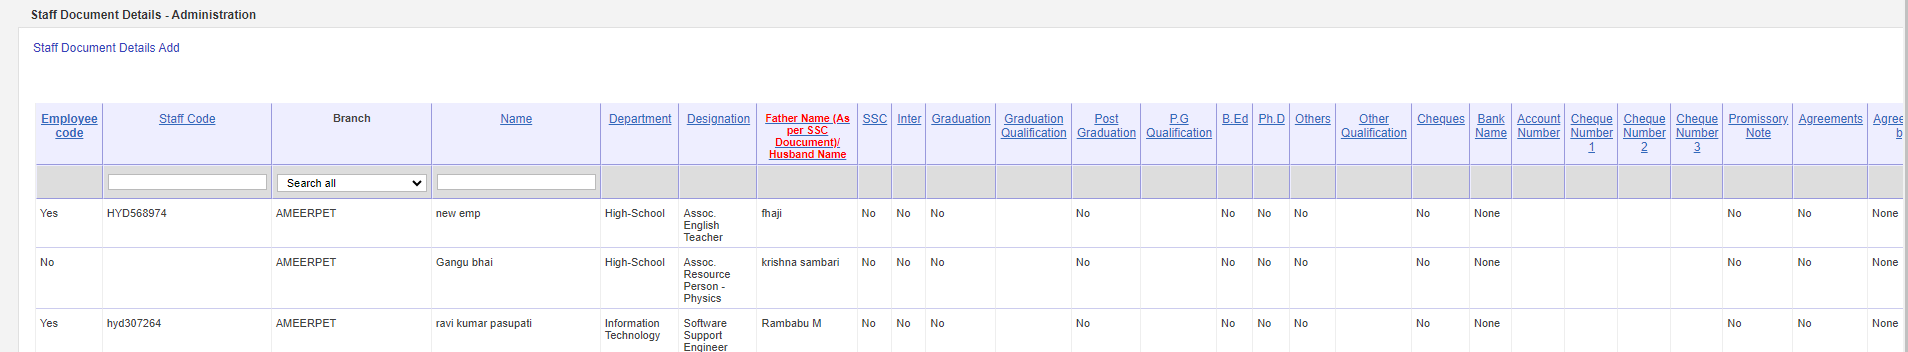 Staff Document Details - Administration
Staff Document Details Add
Employee code	Staff Code	Branch	Name	Department	Designation	Father Name (As per SSC Doucument)/ Husband Name	SSC	Inter	Graduation	Graduation Qualification	Post Graduation	P.G Qualification	B.Ed	Ph.D	Others	Other Qualification	Cheques	Bank Name	Account Number	Cheque Number 1	Cheque Number 2	Cheque Number 3	Promissory Note	Agreements
Search all
Yes	HYD568974	AMEERPET	new emp	High-School	Assoc. English Teacher	fhaji	No	No	No	No	No	No	No	No	None	No	No	None
No	AMEERPET	Gangu bhai	High-School	Assoc. Resource Person - Physics	krishna sambari	No	No	No	No	No	No	No	No	None	No	No	None
Yes	hyd307264	AMEERPET	ravi kumar pasupati	Information Technology	Software Support Engineer	Rambabu M	No	No	No	No	No	No	No	No	None	No	No	None